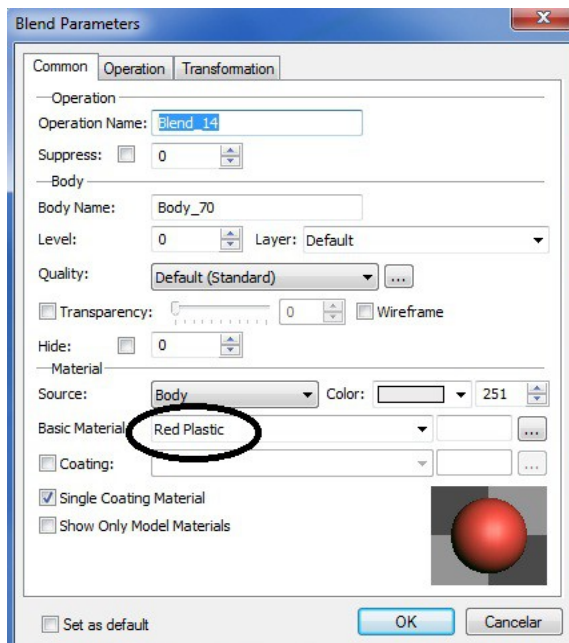 Blend Parameters
Common Operation Transformation
Operation
Operation Name: Blend_14
Suppress: 0
Body
Body Name: Body_70
Level: 0 Layer: Default
Quality: Default (Standard) ...
Transparency: 0 Wireframe
Hide: 0
Material
Source: Body Color: 251
Basic Material Red Plastic ...
Coating: ...
Single Coating Material
Show Only Model Materials
Set as default OK Cancelar